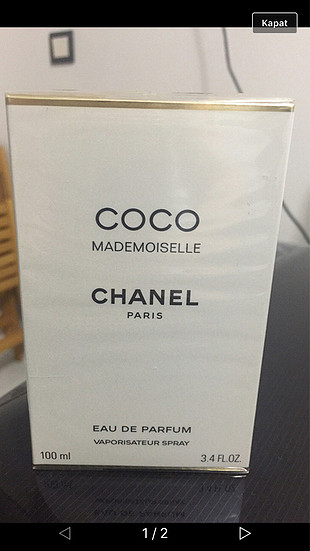 Kapat
COCO
MADEMOISELLE
CHANEL
PARIS
EAU DE PARFUM
VAPORISATEUR SPRAY
100 ml 3.4 FL.OZ.
1 / 2